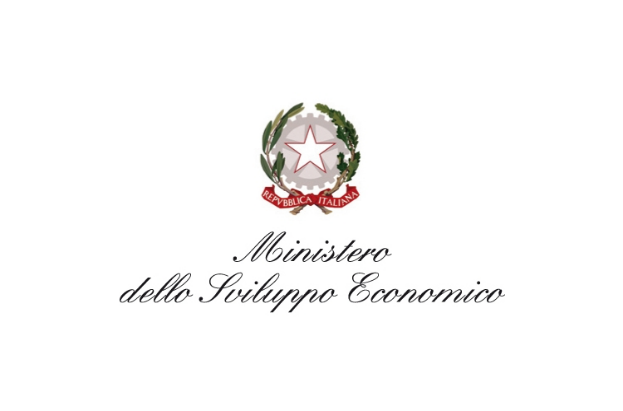 REPVBBLICA ITALIANA
Ministero
dello Sviluppo Economico